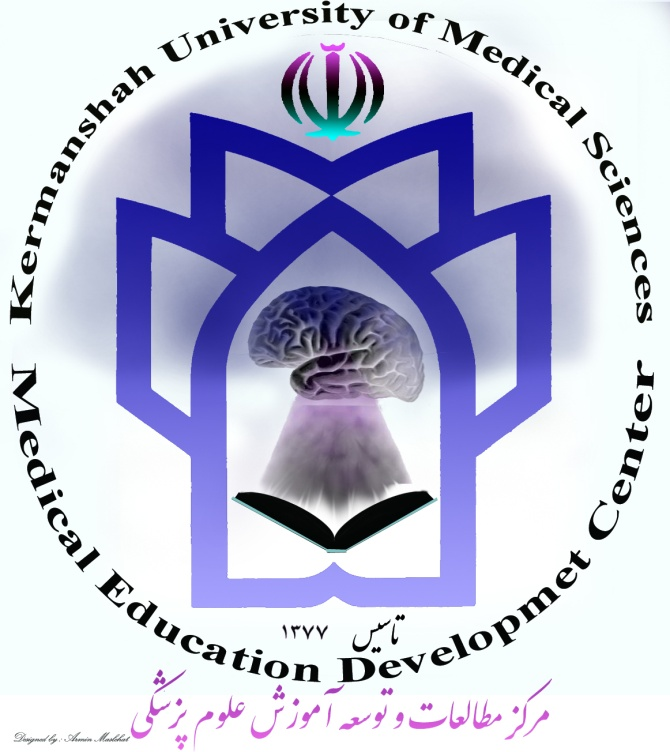 Kermanshah University of Medical Sciences
Medical Education Developmet Center
تاسیس ۱۳۷۷
مرکز مطالعات و توسعه آموزش علوم پزشکی
Designed by: Armin